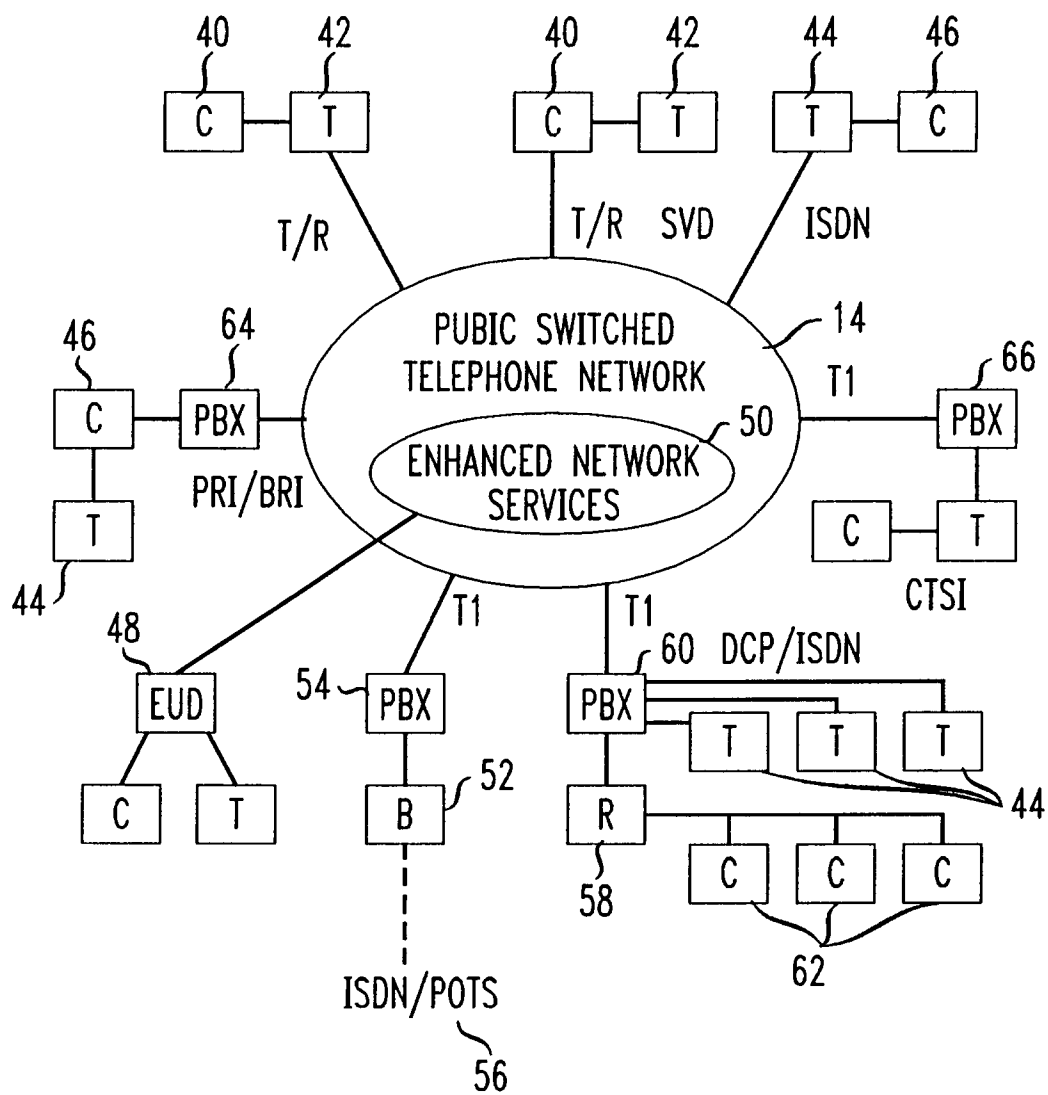 40 42 40 42 44 46
C T C T T C
T/R T/R SVD ISDN
PUBIC SWITCHED
TELEPHONE NETWORK
14
46 64
C PBX
T1 66
PBX
ENHANCED NETWORK
SERVICES
50
PRI/BRI
T
44
C T
CTSI
48
EUD
C T
T1
54 PBX
B 52
ISDN/POTS
56
T1
60 DCP/ISDN
PBX
T T T
44
R
58
C C C
62